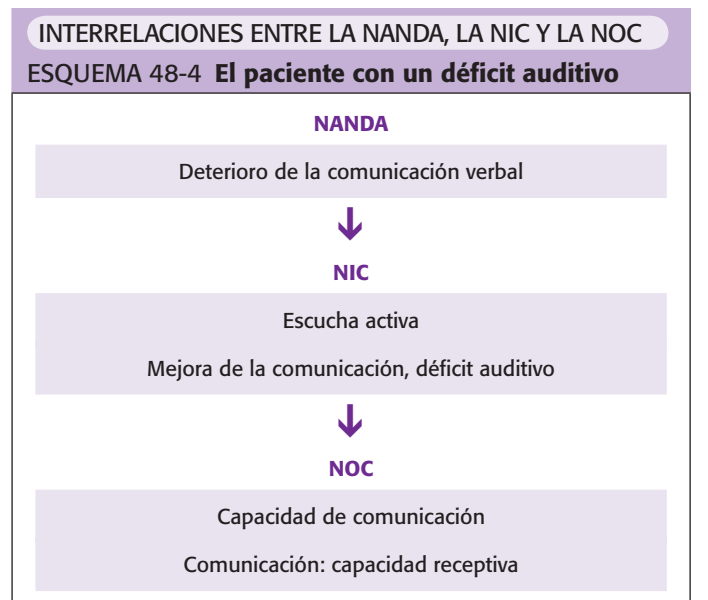 INTERRELACIONES ENTRE LA NANDA, LA NIC Y LA NOC
ESQUEMA 48-4 El paciente con un déficit auditivo
NANDA
Deterioro de la comunicación verbal
NIC
Escucha activa
Mejora de la comunicación, déficit auditivo
NOC
Capacidad de comunicación
Comunicación: capacidad receptiva